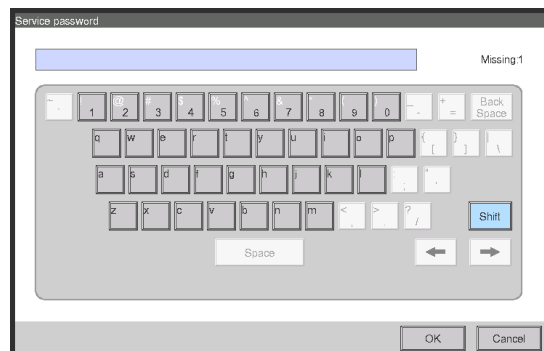 Service password
Missing:1
~ ` ! 1 @ 2 # 3 $ 4 % 5 ^ 6 & 7 * 8 ( 9 ) 0 _ - + = Back Space
q w e r t y u i o p { [ } ] | \
a s d f g h j k l : ; " '
z x c v b n m < , > . ? / Shift
Space ← →
OK Cancel